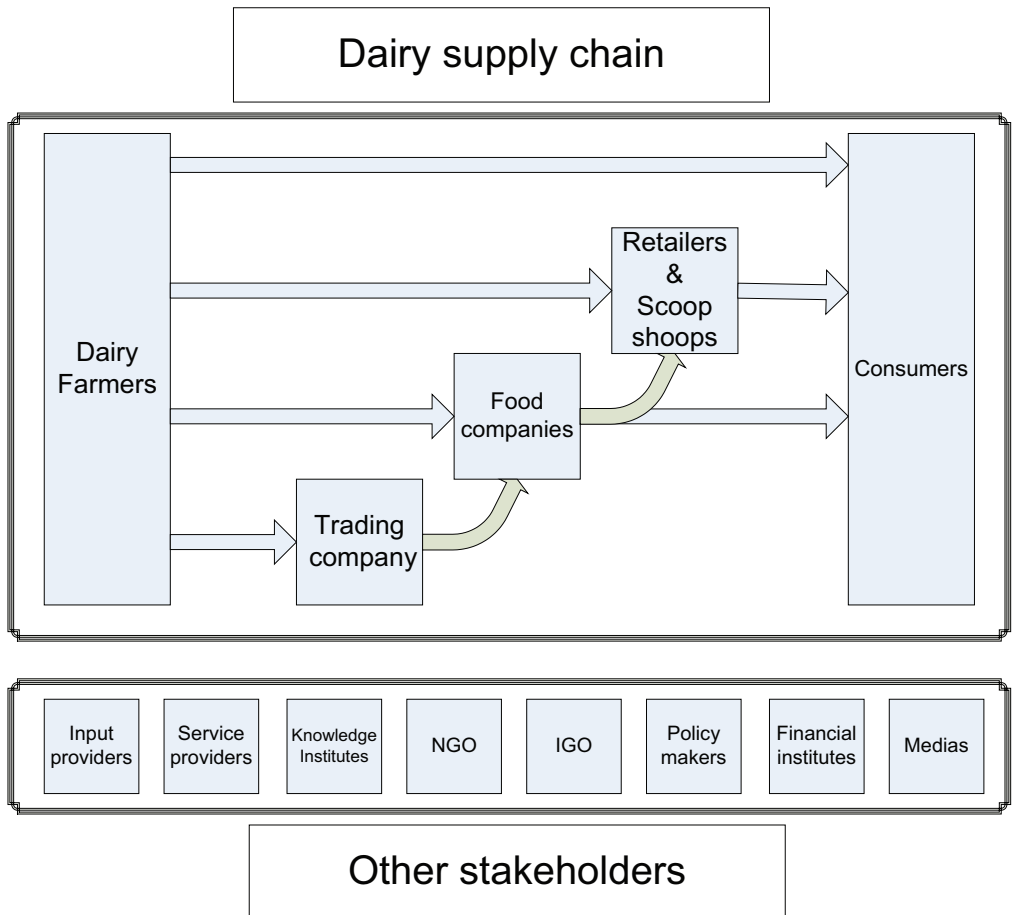 Dairy supply chain
Dairy
Farmers
Retailers
&
Scoop
shoops
Consumers
Food
companies
Trading
company
Input
providers
Service
providers
Knowledge
Institutes
NGO
IGO
Policy
makers
Financial
institutes
Medias
Other stakeholders